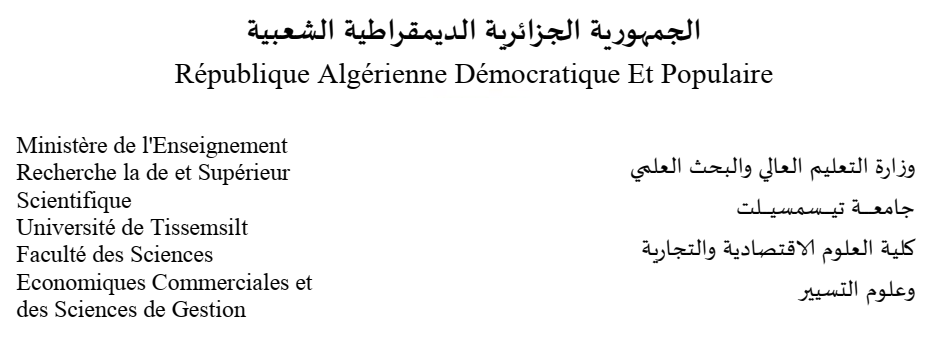 الجمهورية الجزائرية الديمقراطية الشعبية
République Algérienne Démocratique Et Populaire
Ministère de l'Enseignement
Recherche la de et Supérieur
Scientifique
Université de Tissemsilt
Faculté des Sciences
Economiques Commerciales et
des Sciences de Gestion
وزارة التعليم العالي والبحث العلمي
جامعـــة تيـــسمسيـــلت
كلية العلوم الاقتصادية والتجارية
وعلوم التسيير